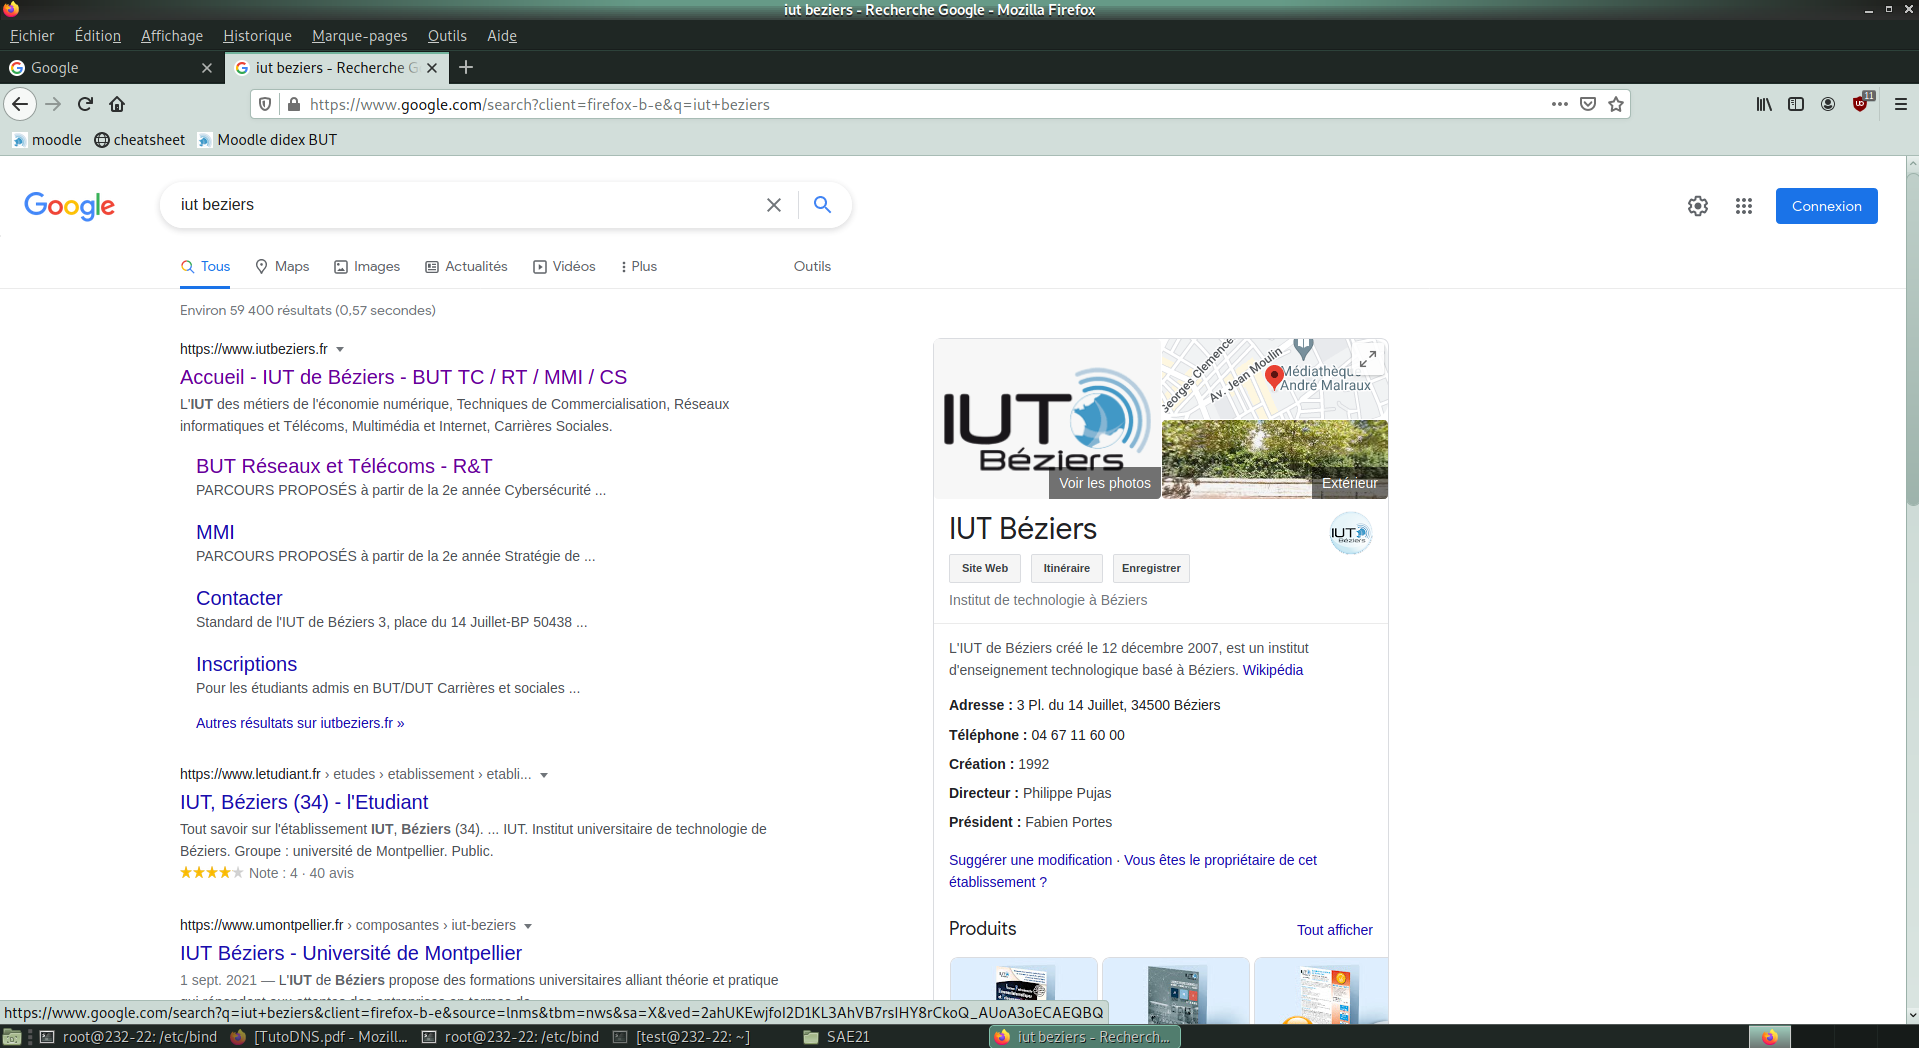 iut beziers - Recherche Google - Mozilla Firefox
Fichier Édition Affichage Historique Marque-pages Outils Aide
Google
iut beziers - Recherche G
https://www.google.com/search?client=firefox-b-e&q=iut+beziers
11
moodle cheatsheet Moodle didex BUT
Google
iut beziers
Connexion
Tous Maps Images Actualités Vidéos Plus Outils
Environ 59 400 résultats (0,57 secondes)
https://www.iutbeziers.fr
Accueil - IUT de Béziers - BUT TC / RT / MMI / CS
L'IUT des métiers de l'économie numérique, Techniques de Commercialisation, Réseaux
informatiques et Télécoms, Multimédia et Internet, Carrières Sociales.
BUT Réseaux et Télécoms - R&T
PARCOURS PROPOSÉS à partir de la 2e année Cybersécurité ...
MMI
PARCOURS PROPOSÉS à partir de la 2e année Stratégie de ...
Contacter
Standard de l'IUT de Béziers 3, place du 14 Juillet-BP 50438 ...
Inscriptions
Pour les étudiants admis en BUT/DUT Carrières et sociales ...
Autres résultats sur iutbeziers.fr »
https://www.letudiant.fr › etudes › etablissement › etabli...
IUT, Béziers (34) - l'Etudiant
Tout savoir sur l'établissement IUT, Béziers (34). ... IUT. Institut universitaire de technologie de
Béziers. Groupe : université de Montpellier. Public.
Note : 4 · 40 avis
https://www.umontpellier.fr › composantes › iut-beziers
IUT Béziers - Université de Montpellier
1 sept. 2021 — L'IUT de Béziers propose des formations universitaires alliant théorie et pratique
IUT
Béziers
Voir les photos
Georges Clemence
Av. Jean Moulin
Médiathèqu
André Malraux
Extérieur
IUT Béziers
IUT
Béziers
Site Web Itinéraire Enregistrer
Institut de technologie à Béziers
L'IUT de Béziers créé le 12 décembre 2007, est un institut
d'enseignement technologique basé à Béziers. Wikipédia
Adresse : 3 Pl. du 14 Juillet, 34500 Béziers
Téléphone : 04 67 11 60 00
Création : 1992
Directeur : Philippe Pujas
Président : Fabien Portes
Suggérer une modification · Vous êtes le propriétaire de cet
établissement ?
Produits Tout afficher
https://www.google.com/search?q=iut+beziers&client=firefox-b-e&source=lnms&tbm=nws&sa=X&ved=2ahUKEwjfoI2D1KL3AhVB7rsIHY8rCkoQ_AUoA3oECAEQBQ
root@232-22: /etc/bind [TutoDNS.pdf - Mozill... root@232-22: /etc/bind [test@232-22: ~] SAE21 iut beziers - Recherch...